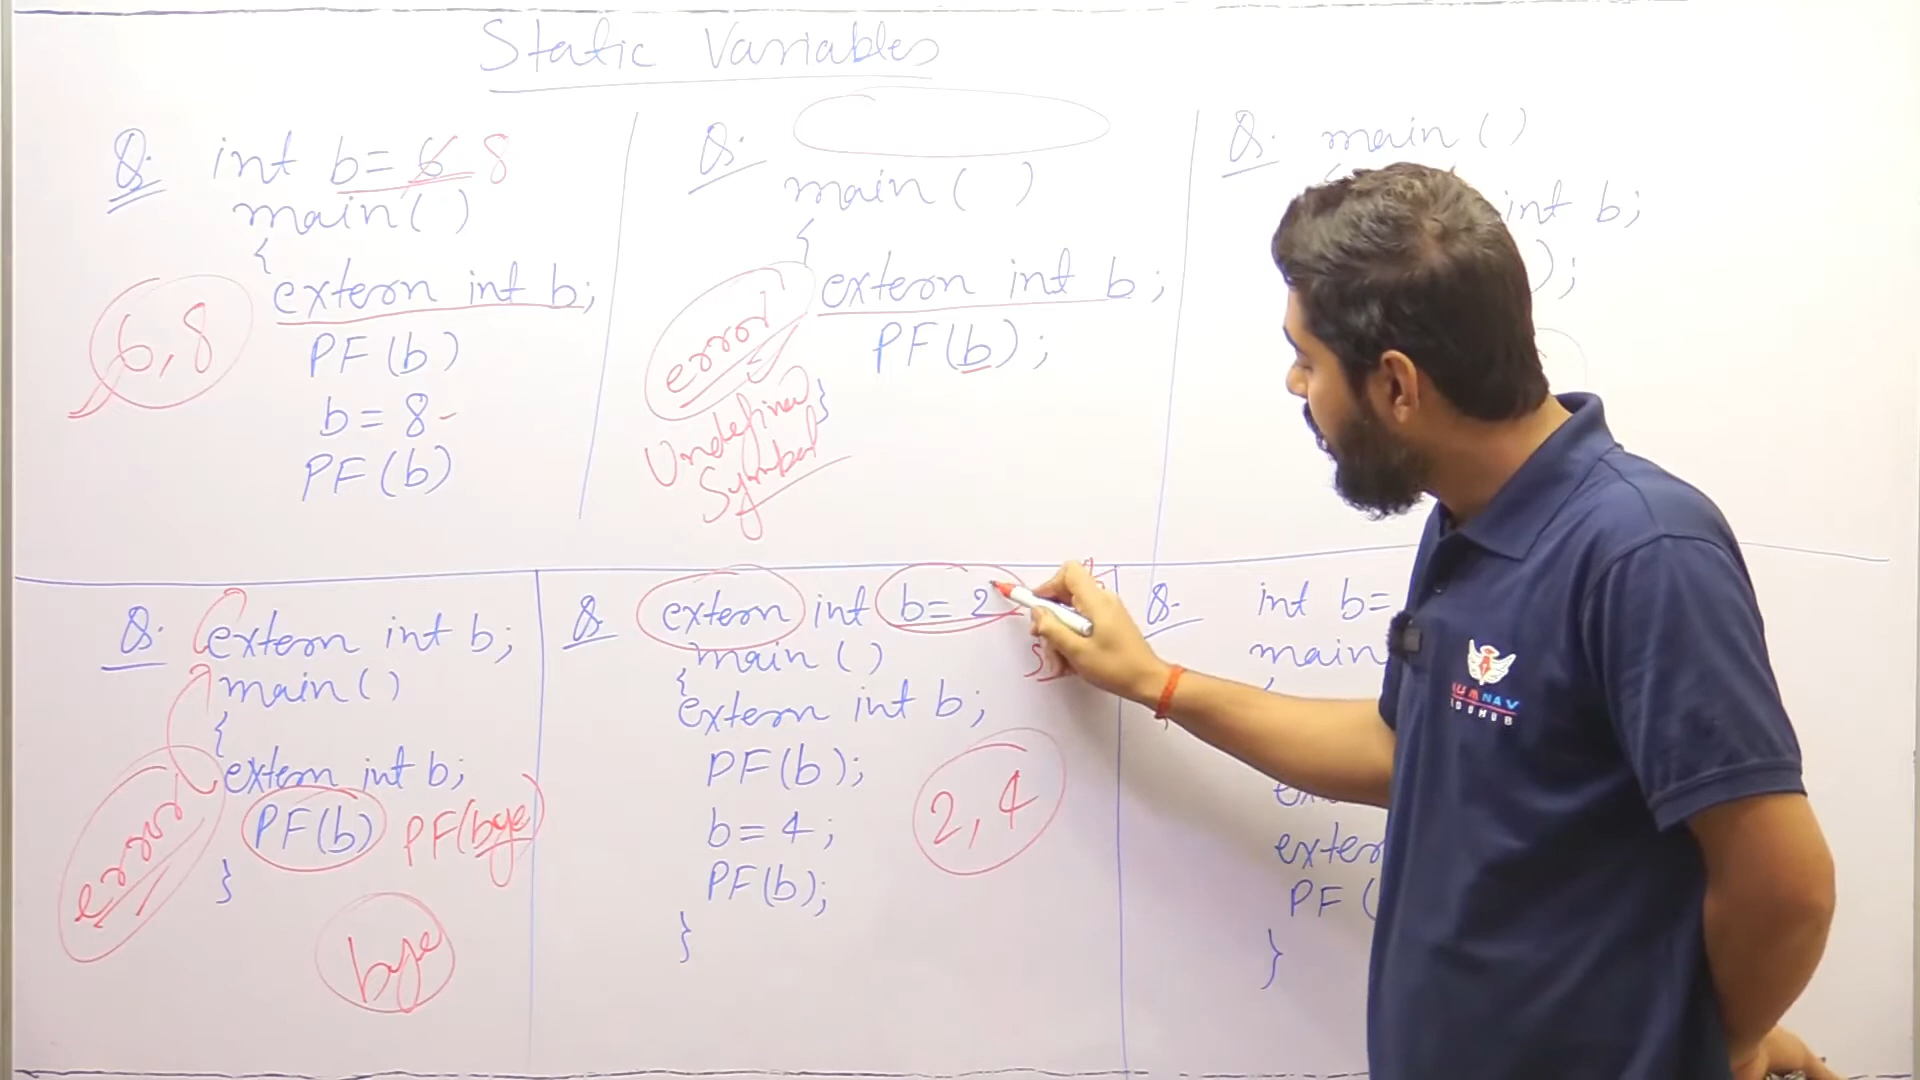 Static Variables
Q. int b= 6 8
main()
{
extern int b;
PF(b)
b= 8
PF(b)
6,8
Q.
main( )
{
extern int b;
PF(b);
}
error
Undefined
Symbol
Q. main()
int b;
);
Q. extern int b;
main()
{
extern int b;
PF(b) PF(bye)
}
error
bye
Q. extern int b= 2
main()
{
extern int b;
PF(b);
b= 4;
PF(b);
}
2,4
Q. int b=
main
exter
PF (
}